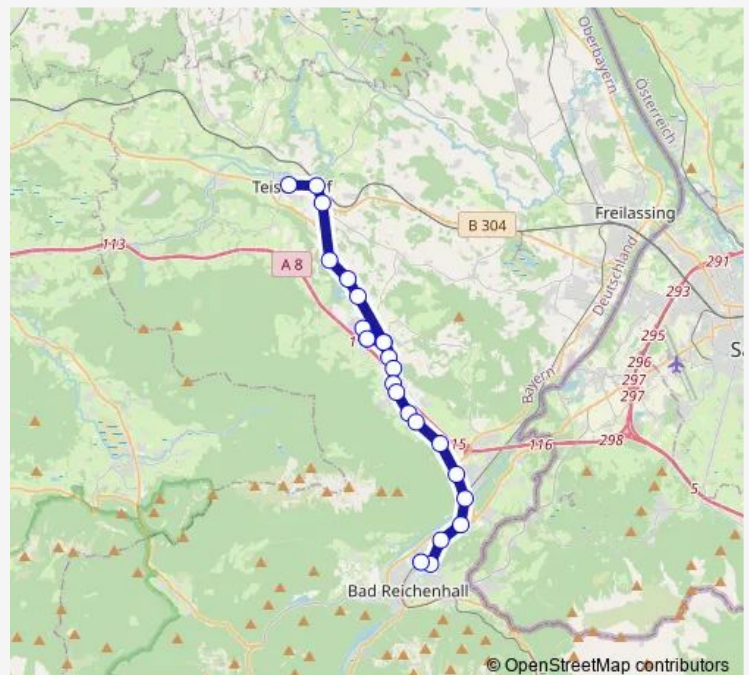 Oberbayern
Österreich
Teis
f
Freilassing
B 304
113
A 8
291
293
Deutschland
295
S
296
297
297
1
Bayern
15
116
298
5
Bad Reichenhall
© OpenStreetMap contributors